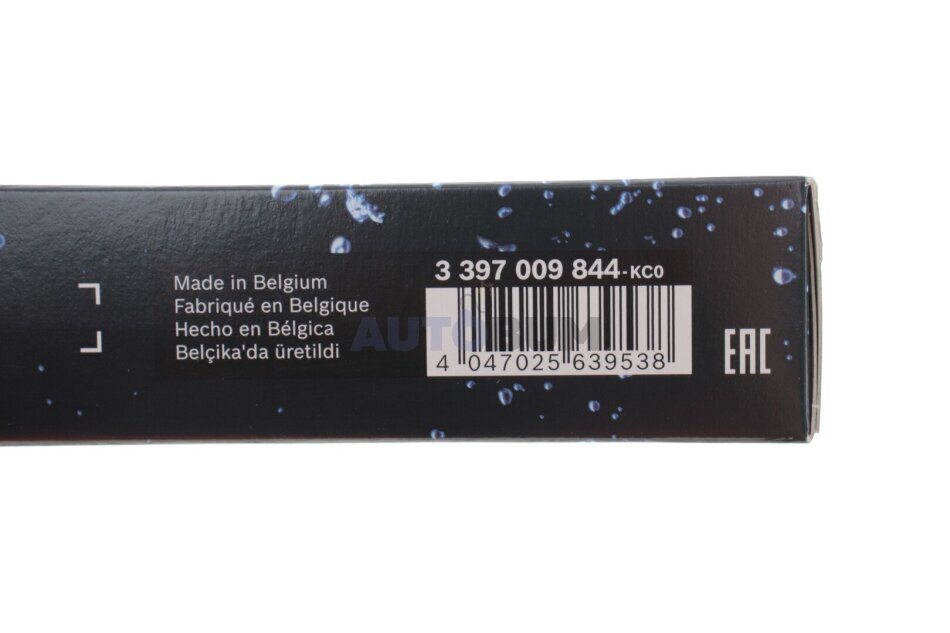 Made in Belgium
Fabriqué en Belgique
Hecho en Bélgica
Belçika'da üretildi
3 397 009 844-KC0
AUTOBUM
4 047025 639538
EAC